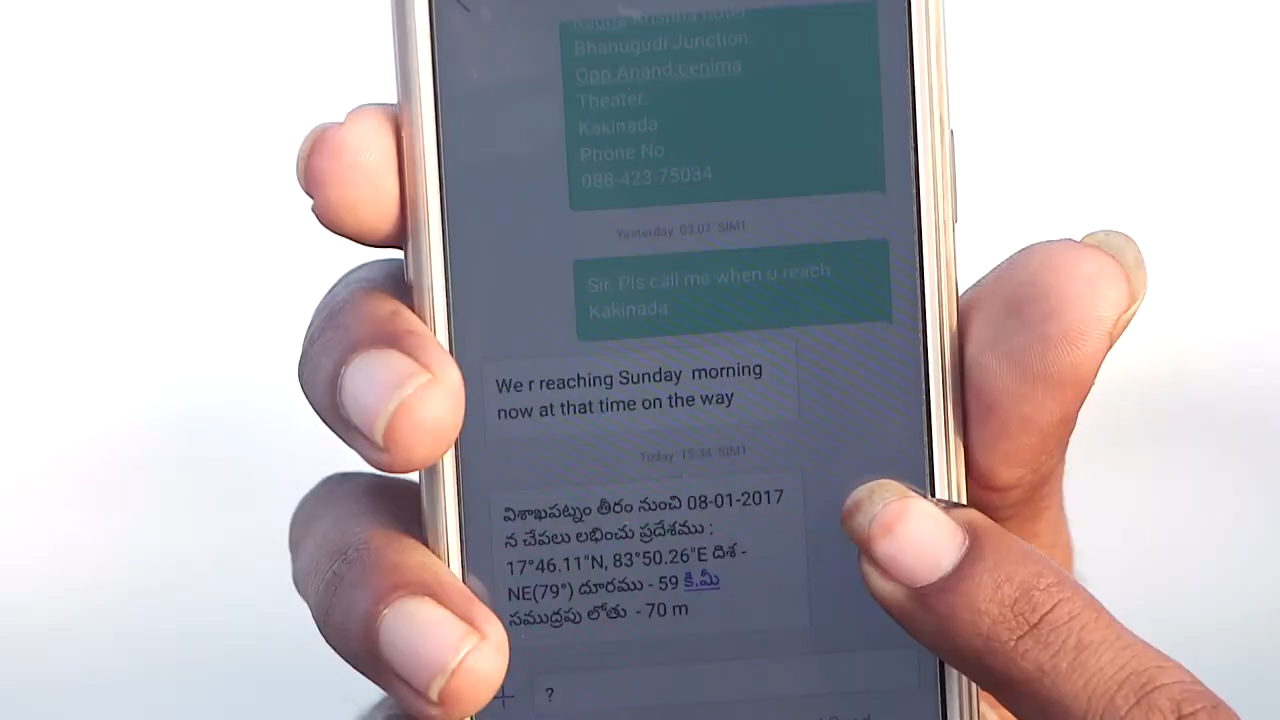 Bhanugudi Junction
Opp Anand cenima
Theater
Kakinada
Phone No
088-423-75034
Yesterday 03:07 SIM1
Sir. Pls call me when u reach
Kakinada
We r reaching Sunday morning
now at that time on the way
Today 15:34 SIM1
విశాఖపట్నం తీరం నుంచి 08-01-2017
న చేపలు లభించు ప్రదేశము :
17°46.11"N, 83°50.26"E దిశ -
NE(79°) దూరము - 59 కి.మీ
సముద్రపు లోతు - 70 m
?